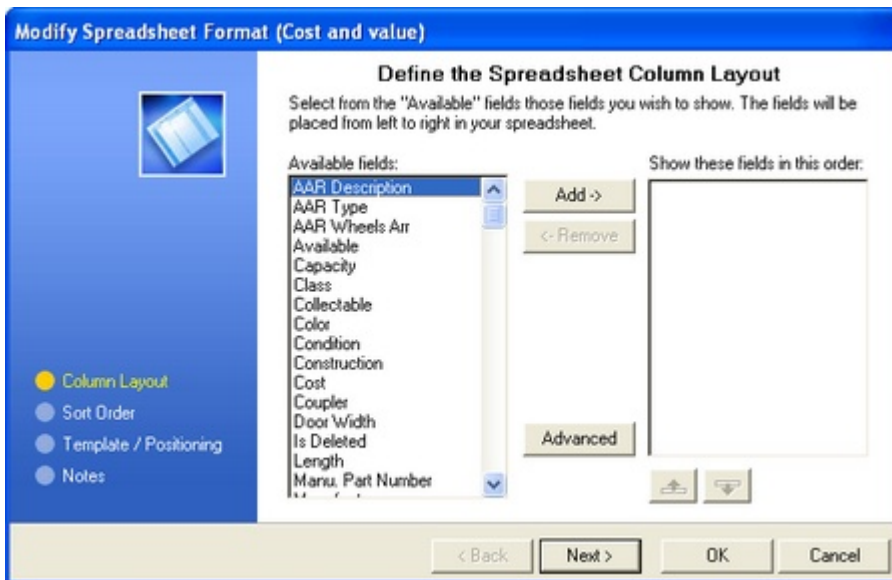 Modify Spreadsheet Format (Cost and value)
Define the Spreadsheet Column Layout
Select from the "Available" fields those fields you wish to show. The fields will be
placed from left to right in your spreadsheet.
Available fields:
Show these fields in this order:
AAR Description
AAR Type
AAR Wheels Arr
Available
Capacity
Class
Collectable
Color
Condition
Construction
Cost
Coupler
Door Width
Is Deleted
Length
Manu. Part Number
Add ->
<- Remove
Advanced
Column Layout
Sort Order
Template / Positioning
Notes
< Back
Next >
OK
Cancel